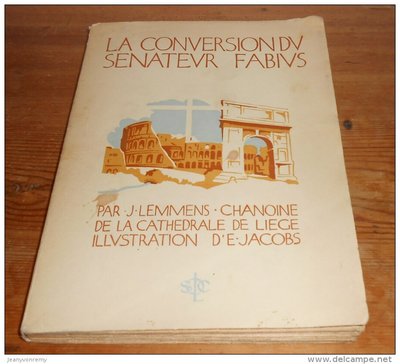 LA CONVERSION DV
SENATEVR FABIVS
PAR·J·LEMMENS·CHANOINE
DE LA CATHEDRALE DE LIEGE
ILLVSTRATION D'E·JACOBS
jeanyvonremy
http://www.delcampe.net